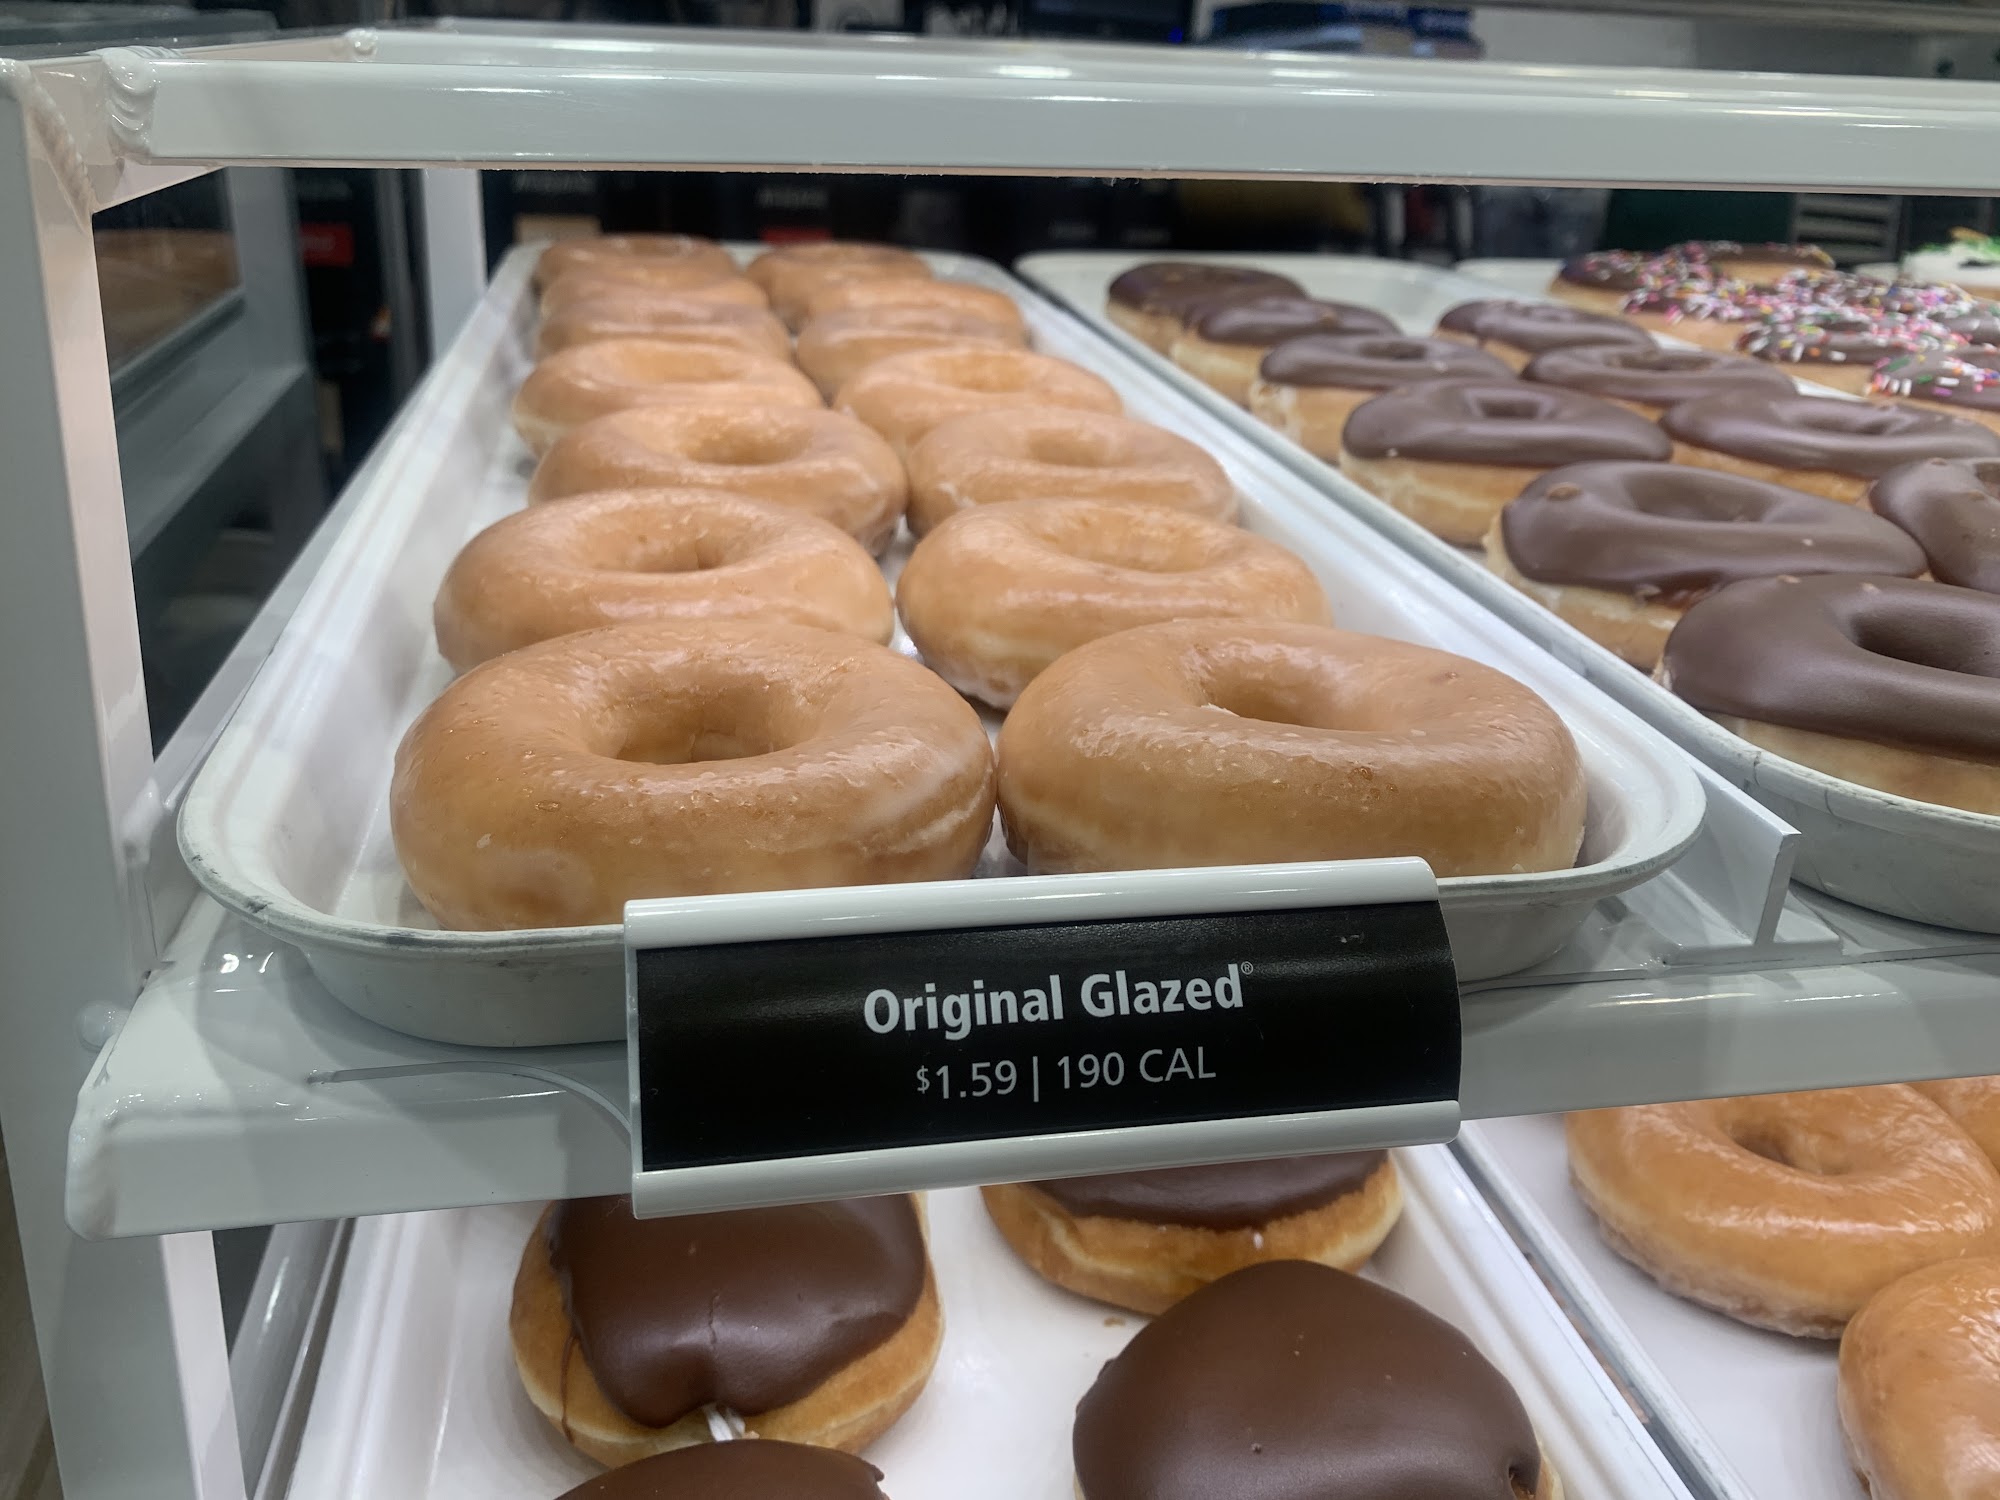 Original Glazed®
$1.59 | 190 CAL